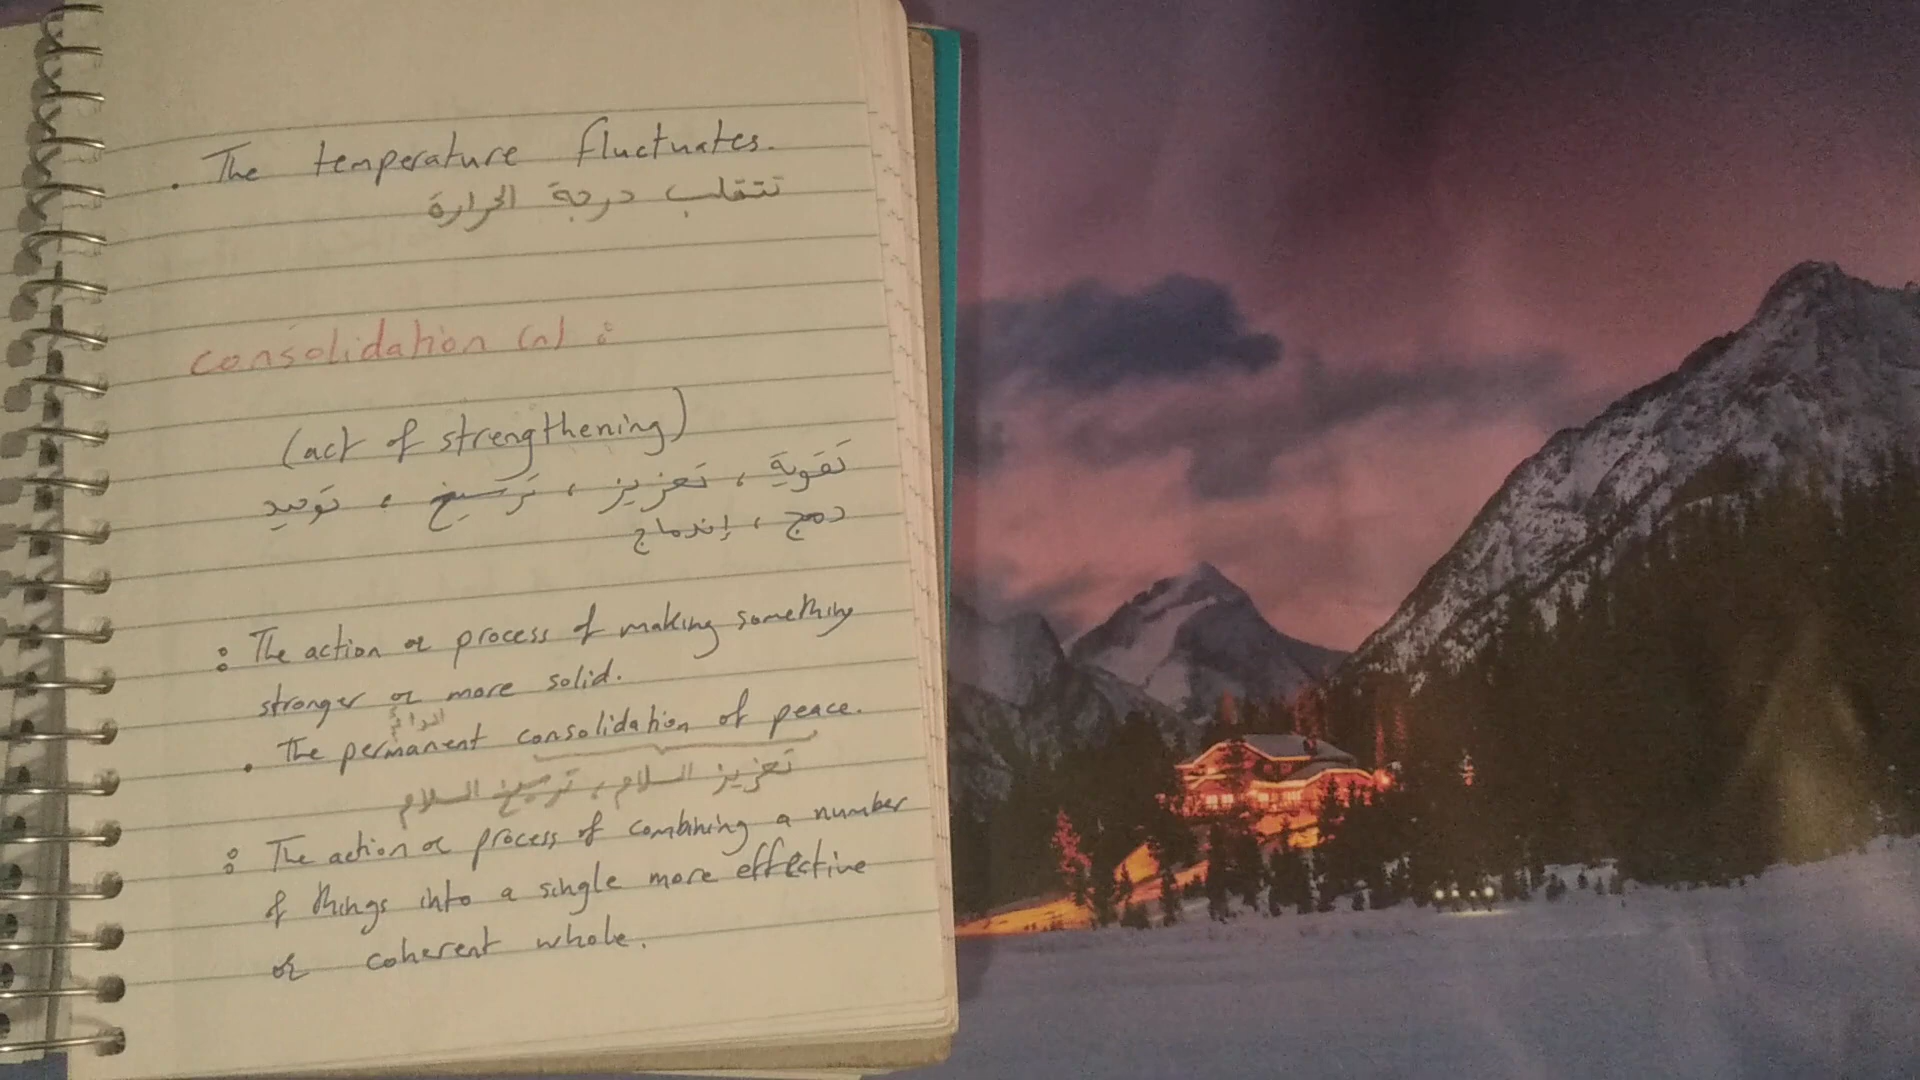 . The temperature fluctuates.
تتقلب درجة الحرارة
consolidation (n) :
(act of strengthening)
تقوية ، تعزيز ، ترسيخ ، توحيد
دمج ، إندماج
: The action or process of making something
stronger or more solid.
الدائم
. The permanent consolidation of peace.
تعزيز السلام ، ترسيخ السلام
: The action or process of combining a number
of things into a single more effective
or coherent whole.